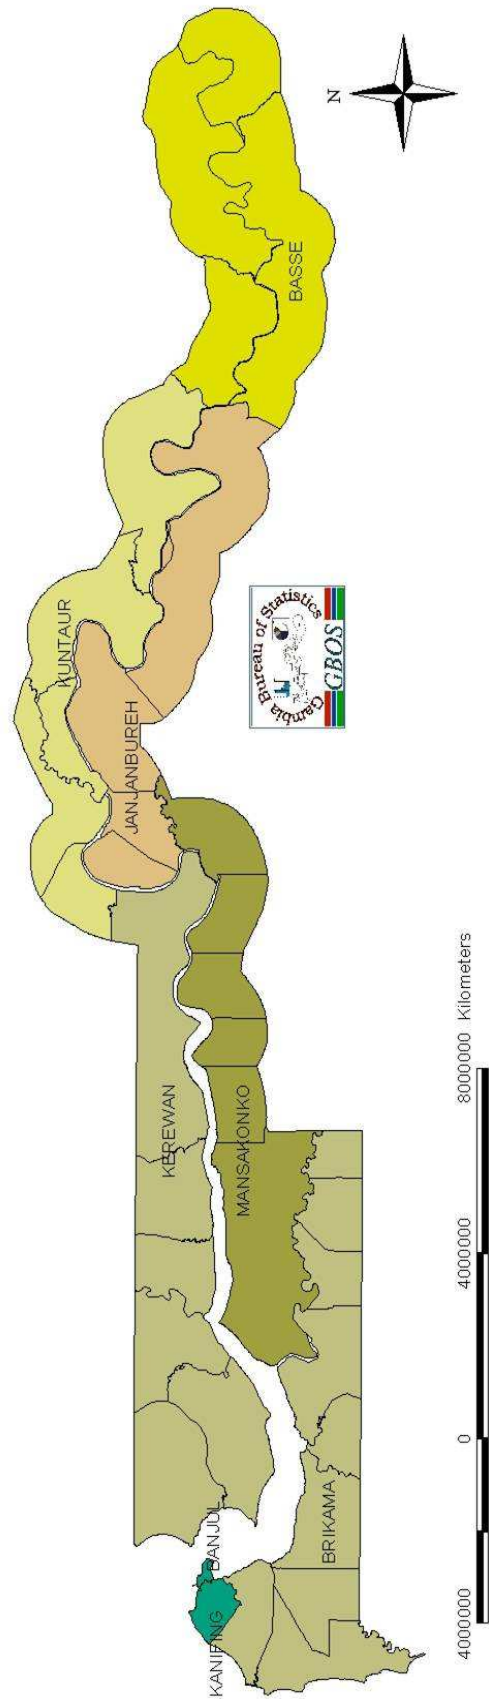 N
BASSE
KUNTAUR
JANJANBUREH
KEREWAN
MANSAKONKO
BANJUL
KANIFING
BRIKAMA
Gambia Bureau of Statistics
GBOS
4000000 0 4000000 8000000 Kilometers